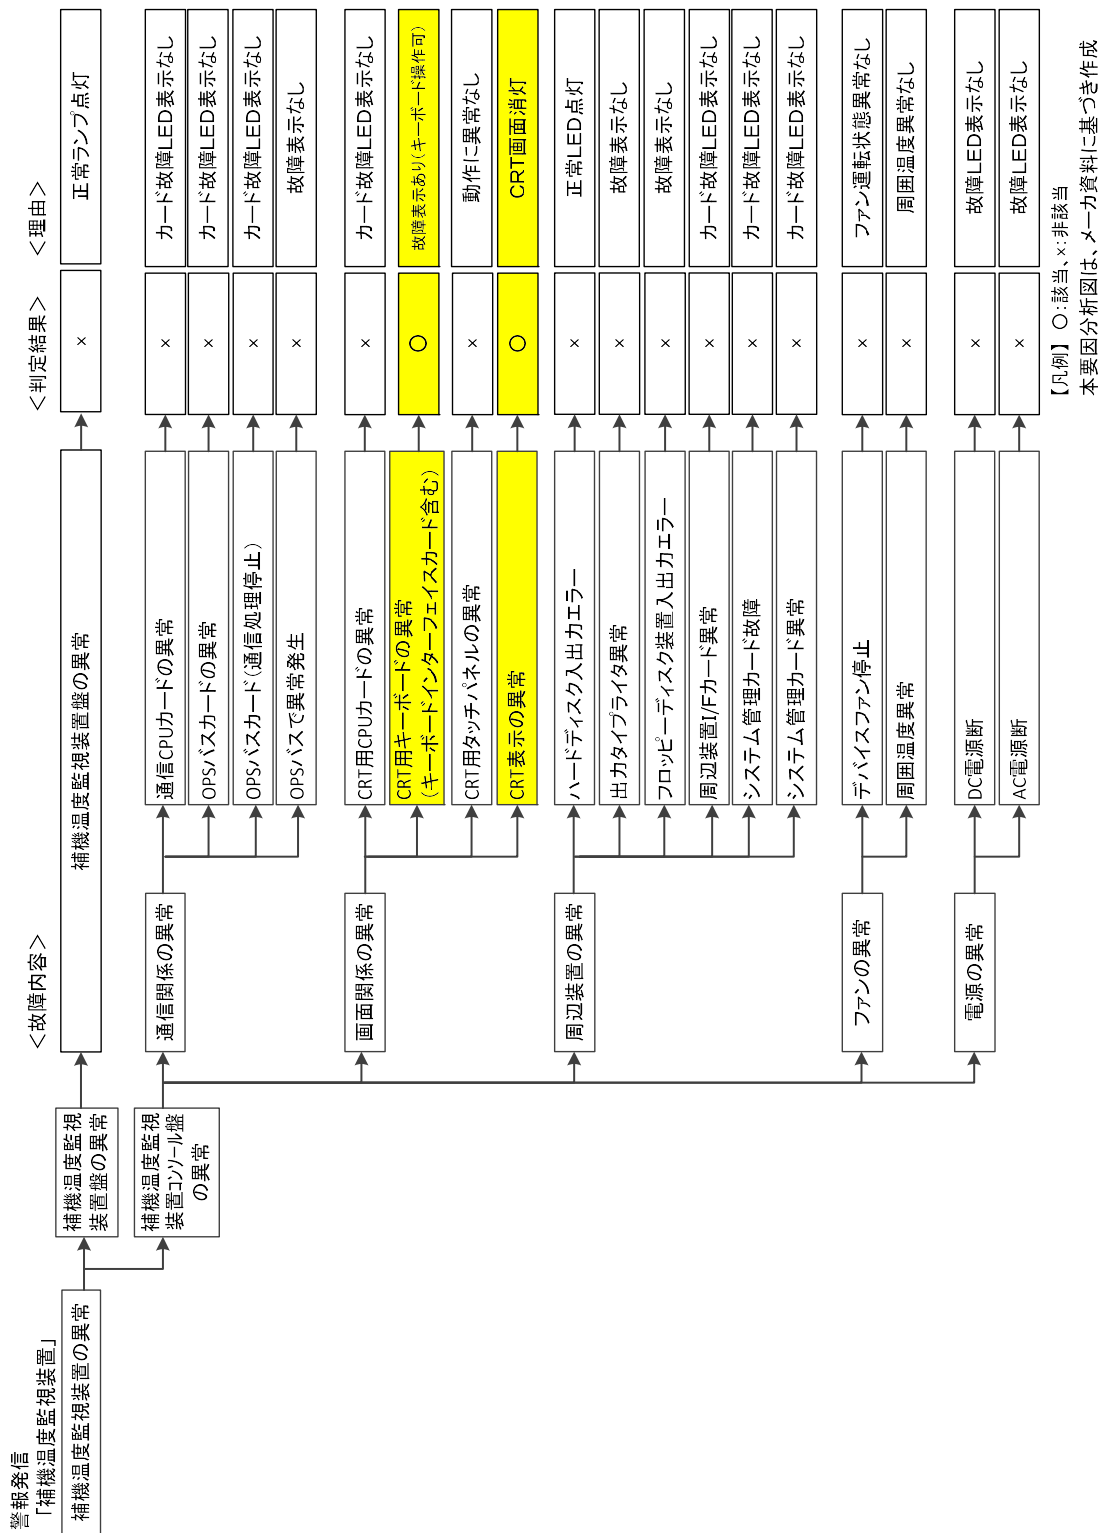 警報発信
「補機温度監視装置」
補機温度監視装置の異常
補機温度監視
装置盤の異常
補機温度監視
装置コンソール盤
の異常
＜故障内容＞
＜判定結果＞
＜理由＞
補機温度監視装置盤の異常
×
正常ランプ点灯
通信関係の異常
通信CPUカードの異常
×
カード故障LED表示なし
OPSバスカードの異常
×
カード故障LED表示なし
OPSバスカード（通信処理停止）
×
カード故障LED表示なし
OPSバスで異常発生
×
故障表示なし
画面関係の異常
CRT用CPUカードの異常
×
カード故障LED表示なし
CRT用キーボードの異常
（キーボードインターフェイスカード含む）
○
故障表示あり（キーボード操作可）
CRT用タッチパネルの異常
×
動作に異常なし
CRT表示の異常
○
CRT画面消灯
周辺装置の異常
ハードディスク入出力エラー
×
正常LED点灯
出力タイプライタ異常
×
故障表示なし
フロッピーディスク装置入出力エラー
×
故障表示なし
周辺装置I/Fカード異常
×
カード故障LED表示なし
システム管理カード故障
×
カード故障LED表示なし
システム管理カード異常
×
カード故障LED表示なし
ファンの異常
デバイスファン停止
×
ファン運転状態異常なし
周囲温度異常
×
周囲温度異常なし
電源の異常
DC電源断
×
故障LED表示なし
AC電源断
×
故障LED表示なし
【凡例】○：該当、×：非該当
本要因分析図は、メーカ資料に基づき作成